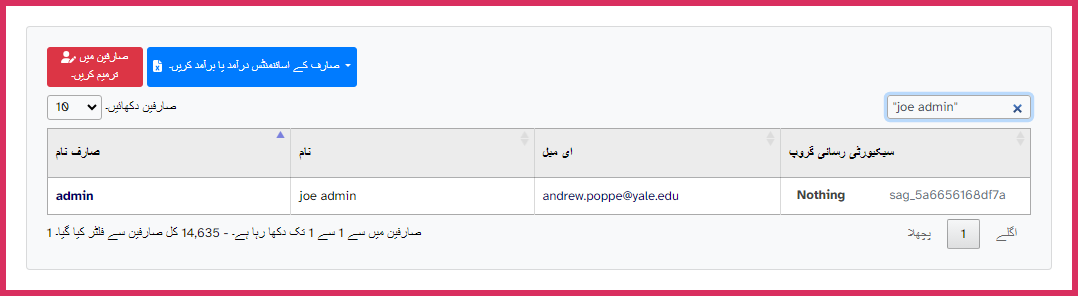 صارفین میں ترمیم کریں۔
صارف کے اسائنمنٹس درآمد یا برآمد کریں۔
10 صارفین دکھائیں۔
"joe admin"
صارف نام
نام
ای میل
سیکیورٹی رسائی گروپ
admin
joe admin
andrew.poppe@yale.edu
Nothing sag_5a6656168df7a
1 صارفین میں سے 1 سے 1 تک دکھا رہا ہے۔ - 14,635 کل صارفین سے فلٹر کیا گیا۔
پچھلا
1
اگلے